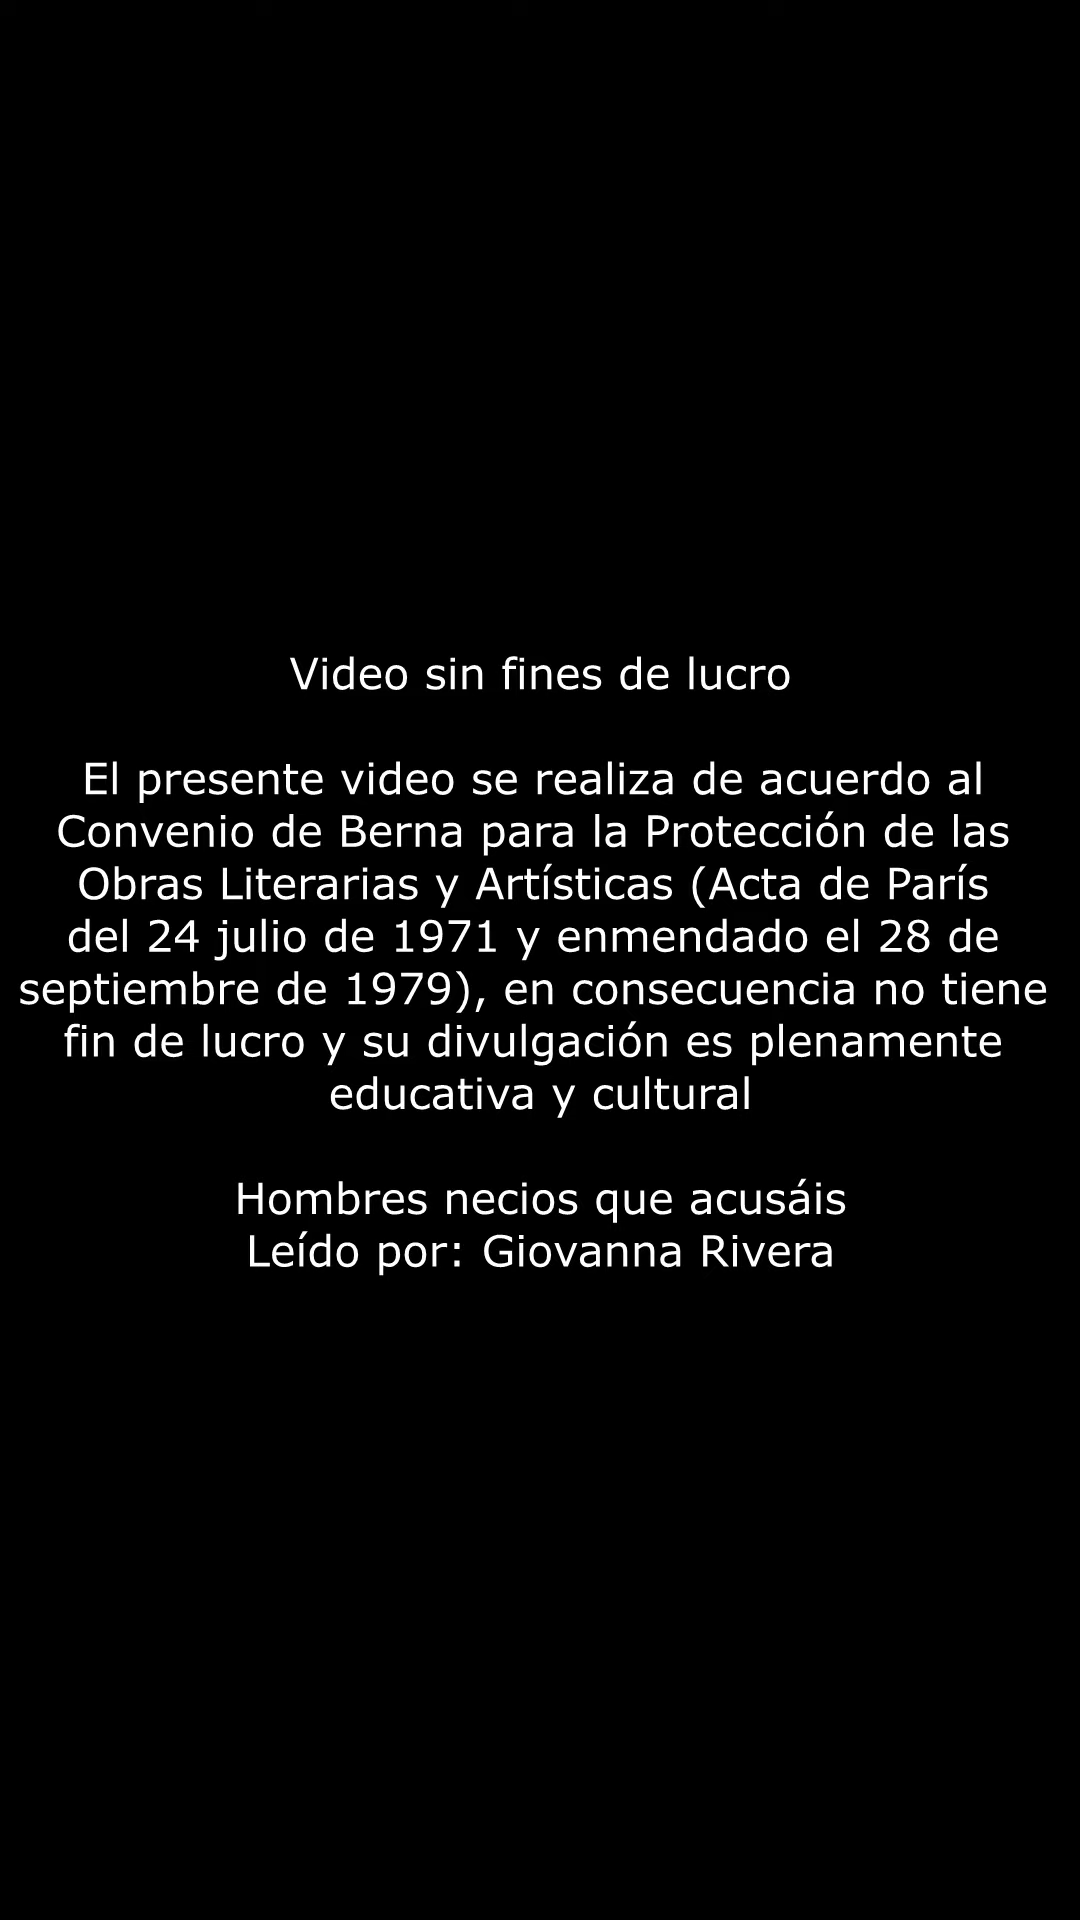 Video sin fines de lucro
El presente video se realiza de acuerdo al
Convenio de Berna para la Protección de las
Obras Literarias y Artísticas (Acta de París
del 24 julio de 1971 y enmendado el 28 de
septiembre de 1979), en consecuencia no tiene
fin de lucro y su divulgación es plenamente
educativa y cultural
Hombres necios que acusáis
Leído por: Giovanna Rivera